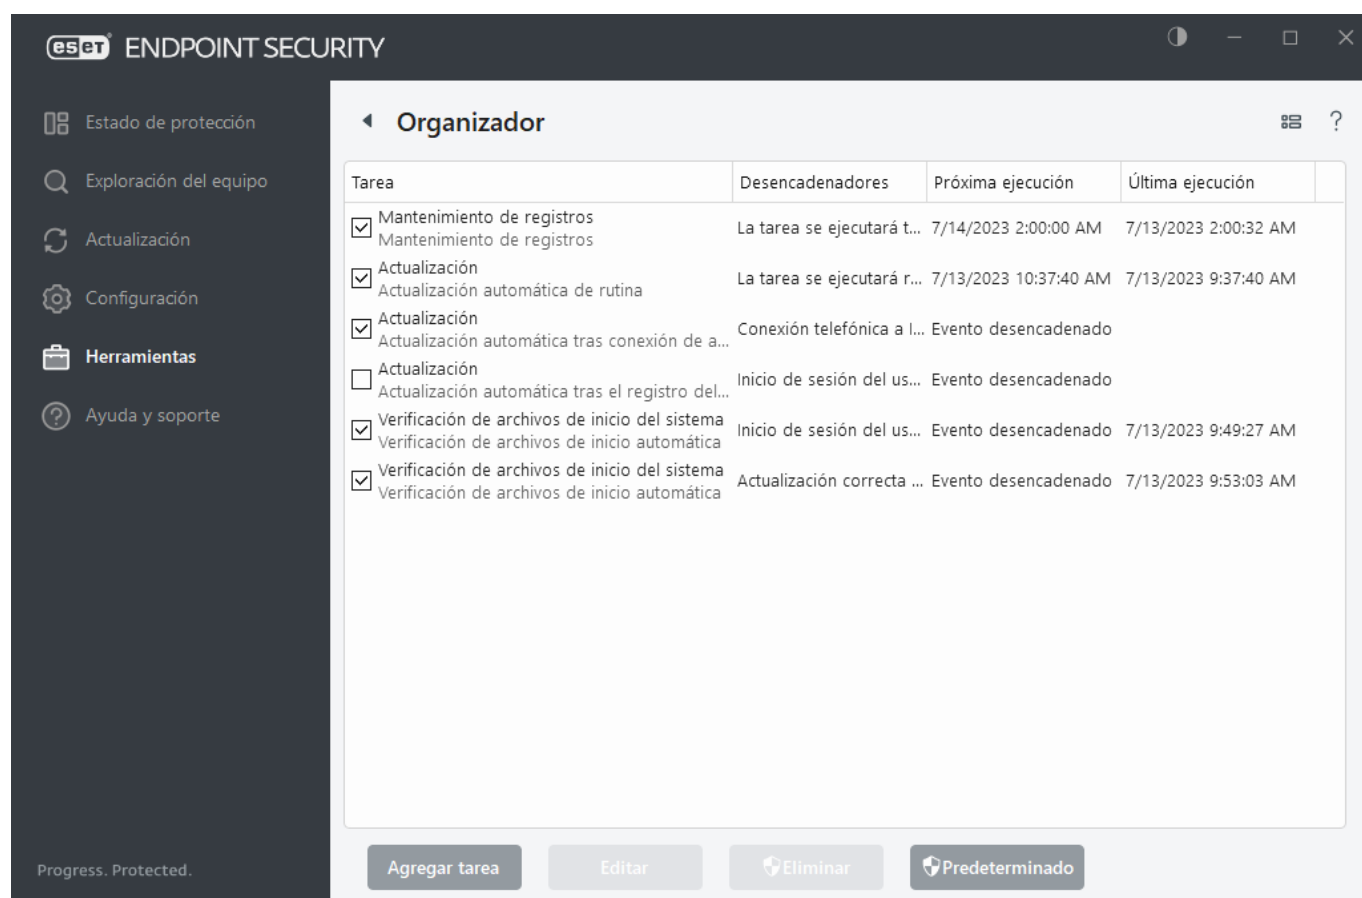 eset ENDPOINT SECURITY
Estado de protección
Exploración del equipo
Actualización
Configuración
Herramientas
Ayuda y soporte
Progress. Protected.
Organizador
?
Tarea Desencadenadores Próxima ejecución Última ejecución
Mantenimiento de registros
Mantenimiento de registros
La tarea se ejecutará t... 7/14/2023 2:00:00 AM 7/13/2023 2:00:32 AM
Actualización
Actualización automática de rutina
La tarea se ejecutará r... 7/13/2023 10:37:40 AM 7/13/2023 9:37:40 AM
Actualización
Actualización automática tras conexión de a...
Conexión telefónica a I... Evento desencadenado
Actualización
Actualización automática tras el registro del...
Inicio de sesión del us... Evento desencadenado
Verificación de archivos de inicio del sistema
Verificación de archivos de inicio automática
Inicio de sesión del us... Evento desencadenado 7/13/2023 9:49:27 AM
Verificación de archivos de inicio del sistema
Verificación de archivos de inicio automática
Actualización correcta ... Evento desencadenado 7/13/2023 9:53:03 AM
Agregar tarea Editar Eliminar Predeterminado